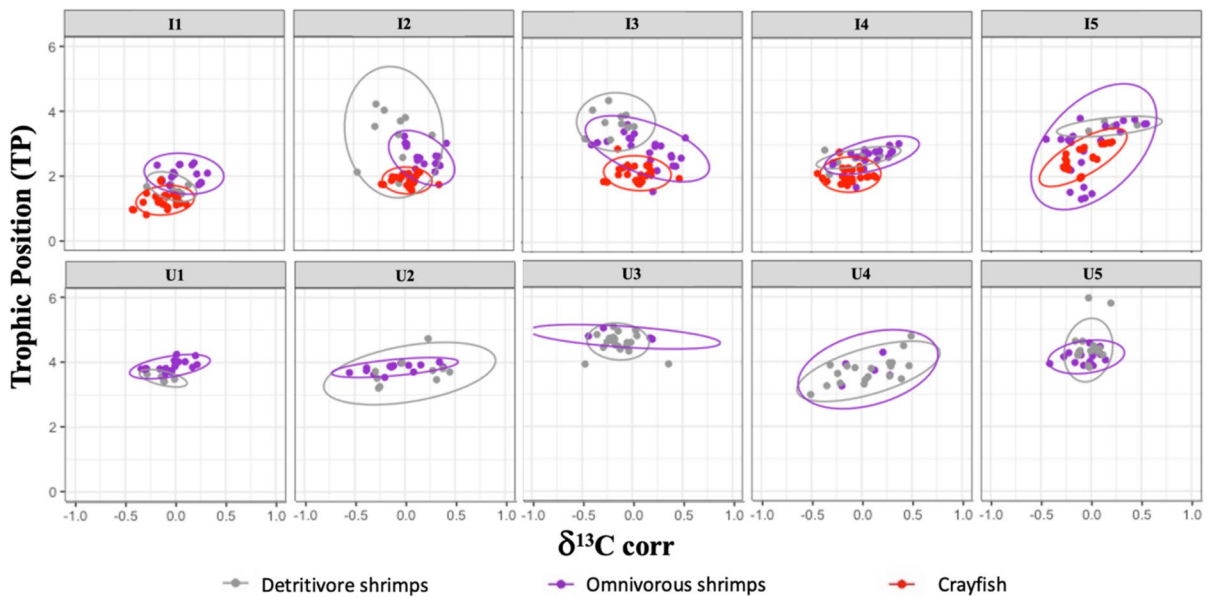 I1 I2 I3 I4 I5
6
4
2
0
Trophic Position (TP)
U1 U2 U3 U4 U5
6
4
2
0
-1.0 -0.5 0.0 0.5 1.0 -1.0 -0.5 0.0 0.5 1.0 -1.0 -0.5 0.0 0.5 1.0 -1.0 -0.5 0.0 0.5 1.0 -1.0 -0.5 0.0 0.5 1.0
δ¹³C corr
Detritivore shrimps Omnivorous shrimps Crayfish